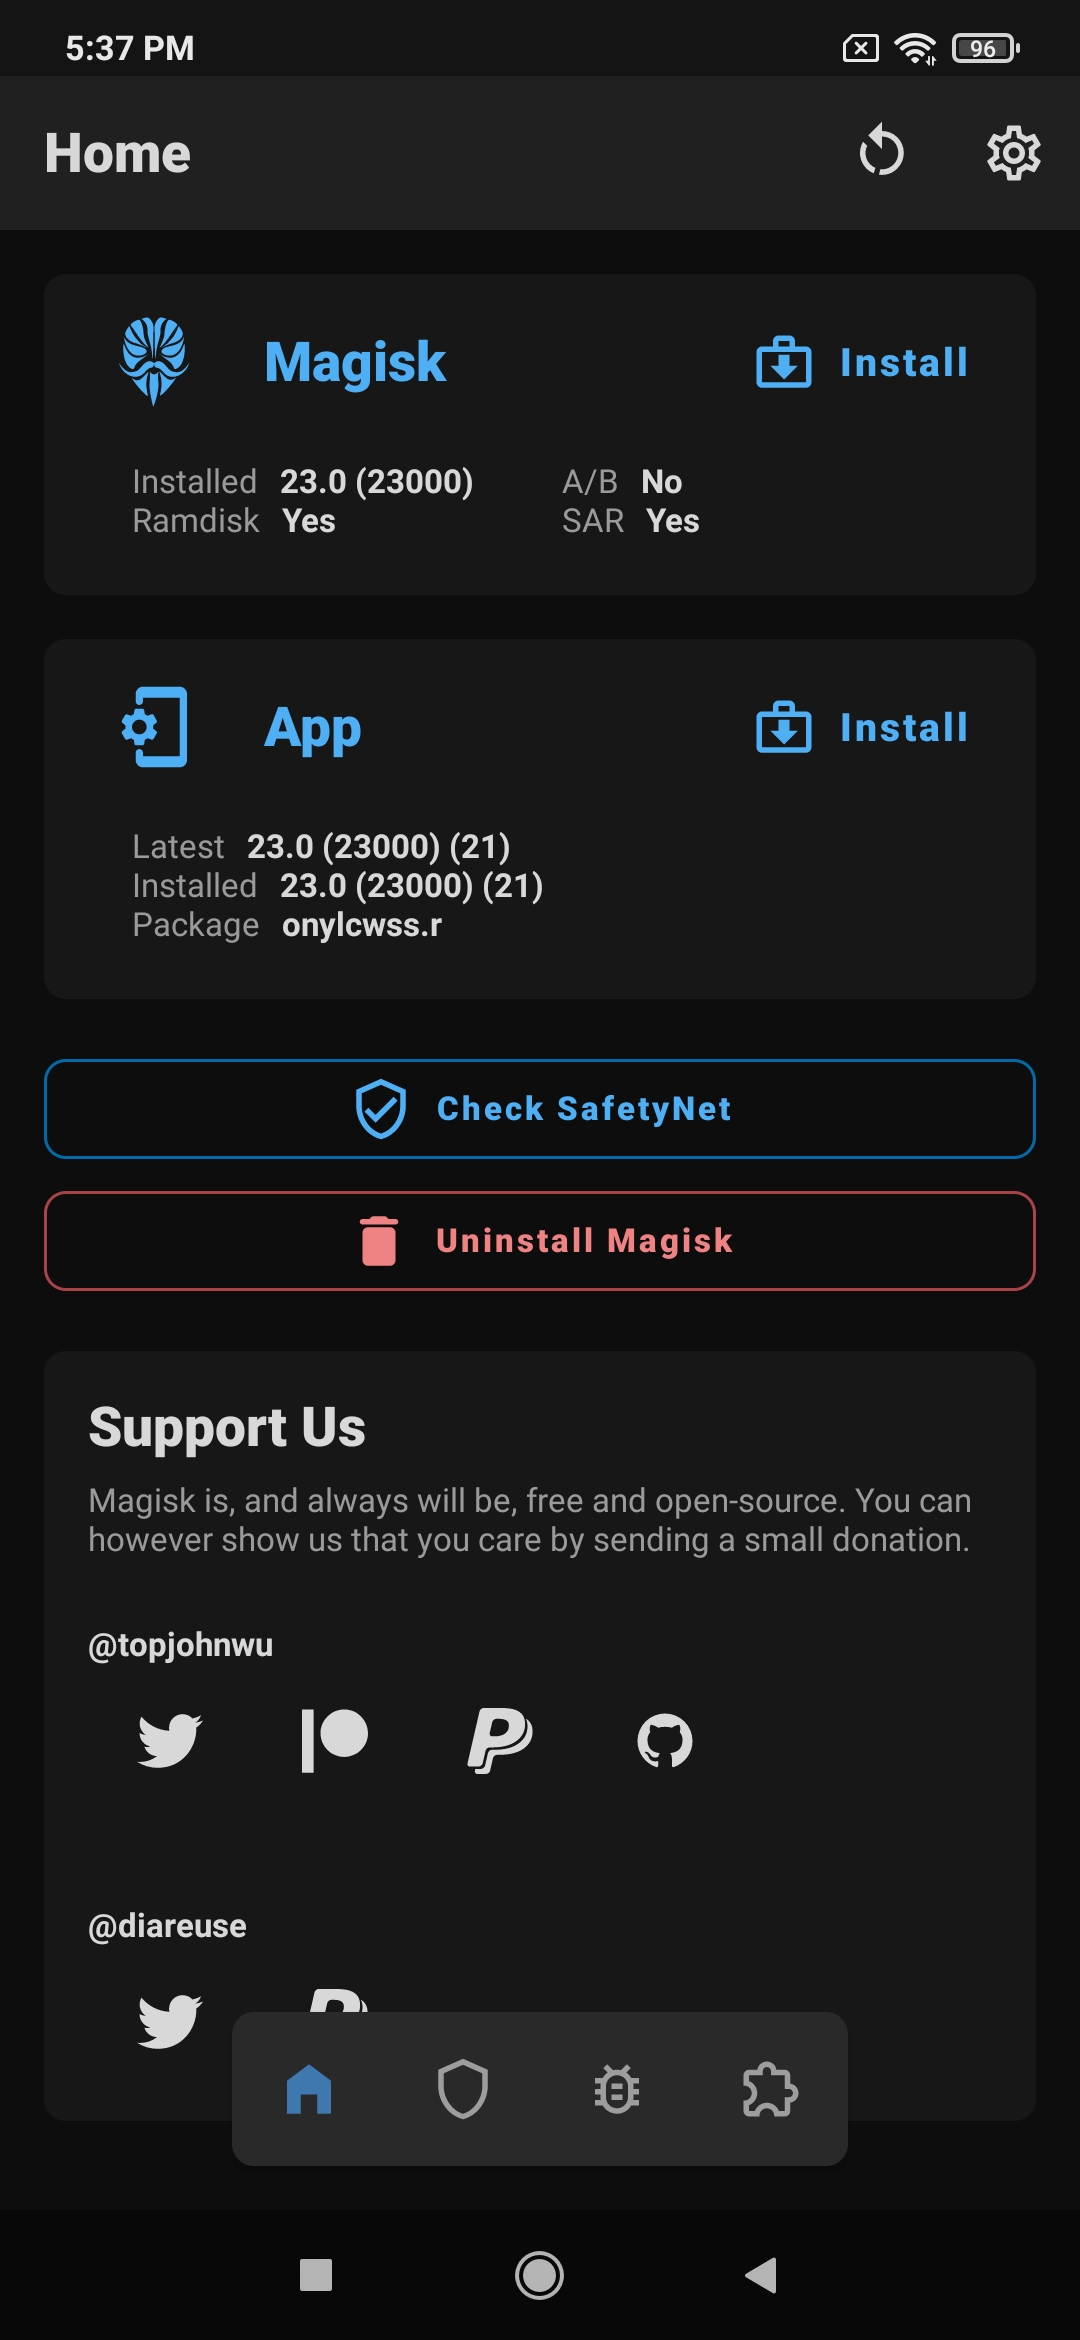 5:37 PM
96
Home
Magisk
Install
Installed 23.0 (23000)
A/B No
Ramdisk Yes
SAR Yes
App
Install
Latest 23.0 (23000) (21)
Installed 23.0 (23000) (21)
Package onylcwss.r
Check SafetyNet
Uninstall Magisk
Support Us
Magisk is, and always will be, free and open-source. You can
however show us that you care by sending a small donation.
@topjohnwu
@diareuse